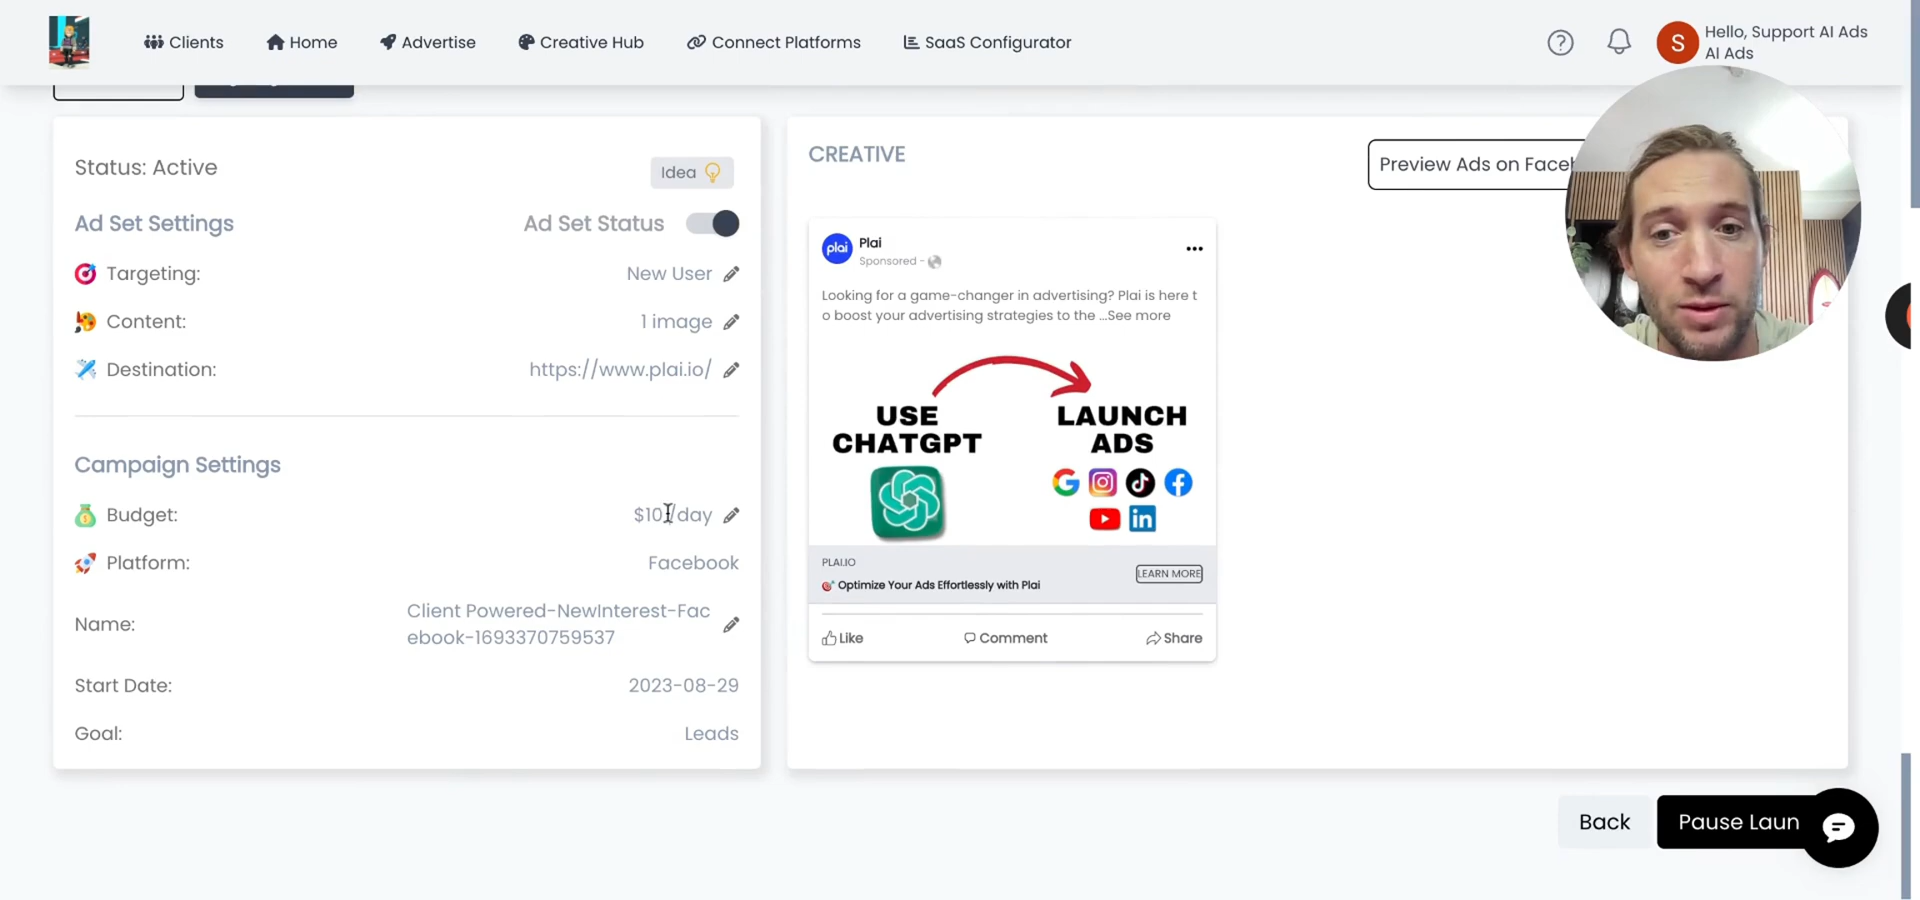 Clients
Home
Advertise
Creative Hub
Connect Platforms
SaaS Configurator
?
S
Hello, Support AI Ads
AI Ads
Status: Active
Idea
Ad Set Settings
Ad Set Status
Targeting:
New User
Content:
1 image
Destination:
https://www.plai.io/
Campaign Settings
Budget:
$10/day
Platform:
Facebook
Name:
Client Powered-NewInterest-Fac
ebook-1693370759537
Start Date:
2023-08-29
Goal:
Leads
CREATIVE
Preview Ads on Face
plai
Plai
Sponsored -
Looking for a game-changer in advertising? Plai is here t
o boost your advertising strategies to the ...See more
USE
CHATGPT
LAUNCH
ADS
PLAI.IO
Optimize Your Ads Effortlessly with Plai
LEARN MORE
Like
Comment
Share
Back
Pause Laun